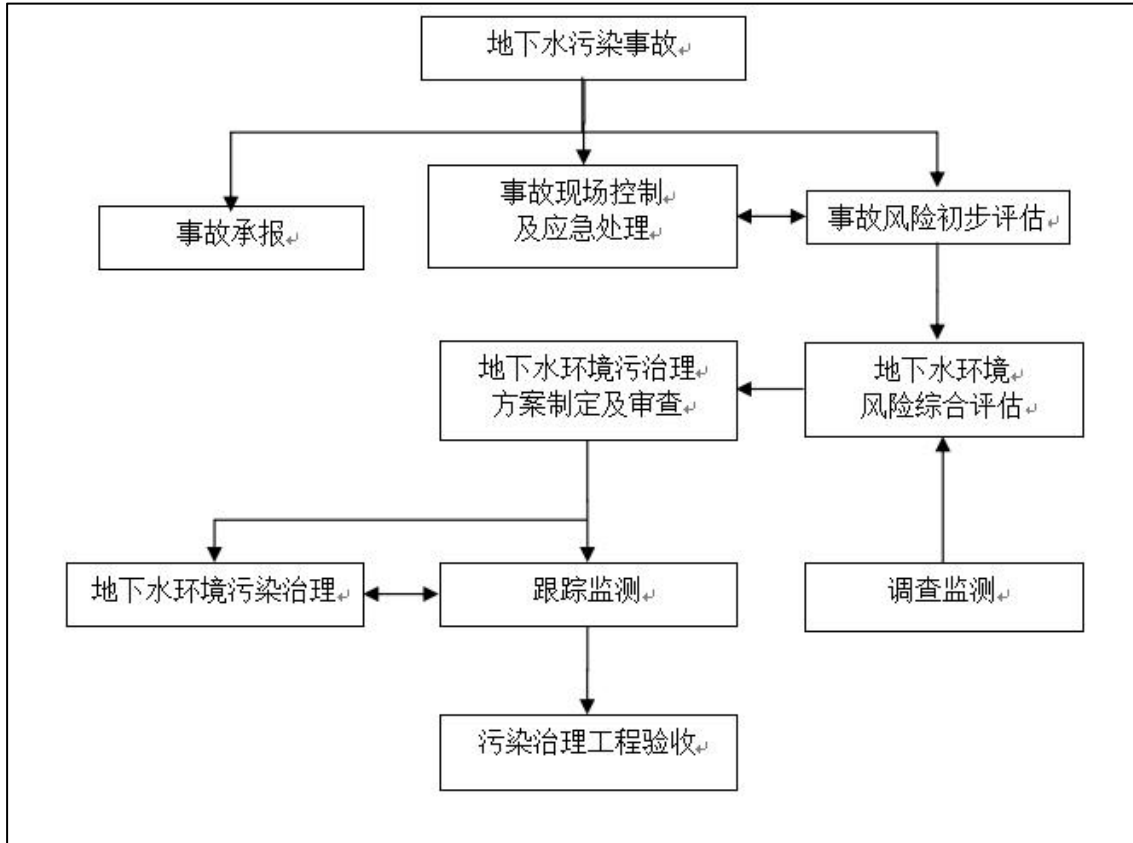 地下水污染事故
事故现场控制
及应急处理
事故风险初步评估
事故承报
地下水环境污治理
方案制定及审查
地下水环境
风险综合评估
地下水环境污染治理
跟踪监测
调查监测
污染治理工程验收